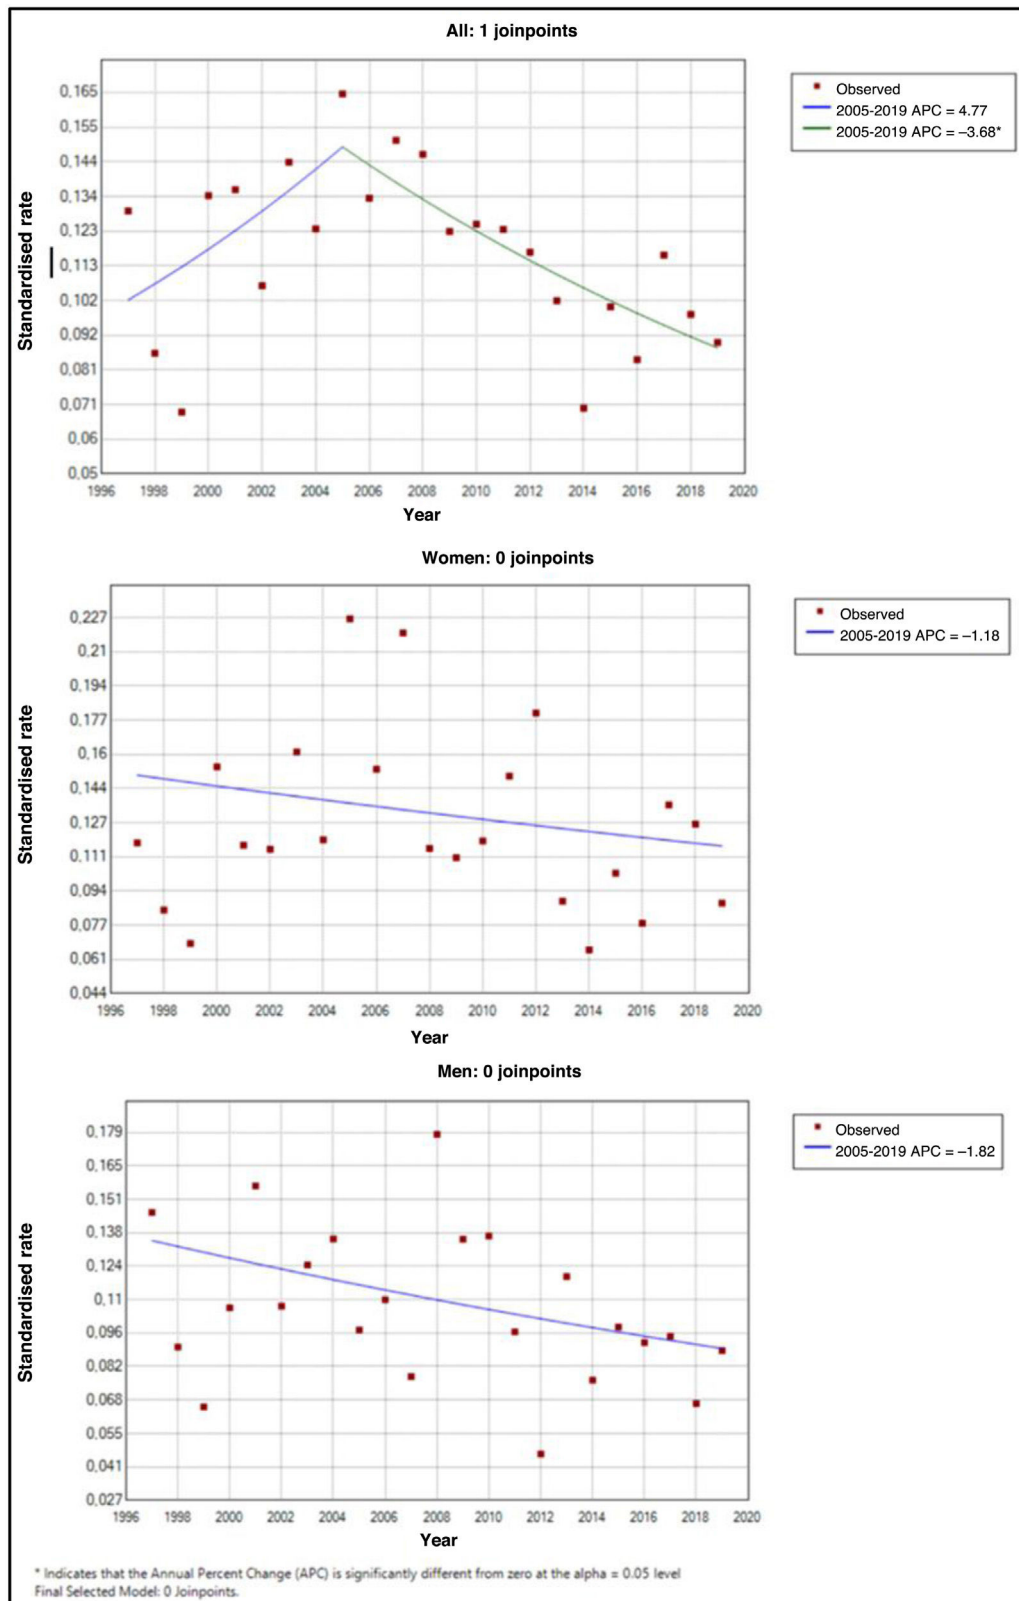 All: 1 joinpoints
0,165
0,155
0,144
0,134
0,123
0,113
0,102
0,092
0,081
0,071
0,06
0,05
Standardised rate
1996 1998 2000 2002 2004 2006 2008 2010 2012 2014 2016 2018 2020
Year
Observed
2005-2019 APC = 4.77
2005-2019 APC = –3.68*
Women: 0 joinpoints
0,227
0,21
0,194
0,177
0,16
0,144
0,127
0,111
0,094
0,077
0,061
0,044
Standardised rate
1996 1998 2000 2002 2004 2006 2008 2010 2012 2014 2016 2018 2020
Year
Observed
2005-2019 APC = –1.18
Men: 0 joinpoints
0,179
0,165
0,151
0,138
0,124
0,11
0,096
0,082
0,068
0,055
0,041
0,027
Standardised rate
1996 1998 2000 2002 2004 2006 2008 2010 2012 2014 2016 2018 2020
Year
Observed
2005-2019 APC = –1.82
* Indicates that the Annual Percent Change (APC) is significantly different from zero at the alpha = 0.05 level
Final Selected Model: 0 Joinpoints.